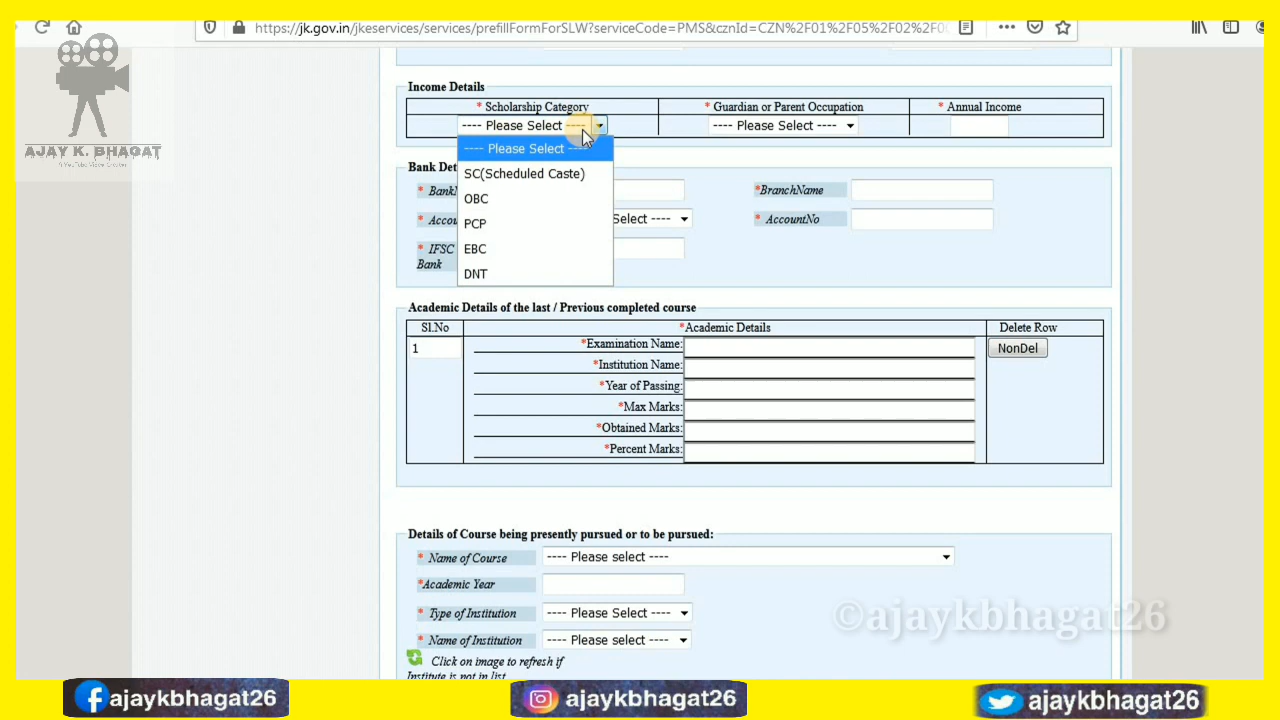 https://jk.gov.in/jkeservices/services/prefillFormForSLW?serviceCode=PMS&cznId=CZN%2F01%2F05%2F02%2F0
AJAY K. BHAGAT
A YouTube Video Creator
Income Details
* Scholarship Category
* Guardian or Parent Occupation
* Annual Income
---- Please Select ----
---- Please Select ----
---- Please Select ----
SC(Scheduled Caste)
OBC
PCP
EBC
DNT
Bank Det
* BankN
*BranchName
* Accou
Select ----
* AccountNo
* IFSC
Bank
Academic Details of the last / Previous completed course
Sl.No
*Academic Details
Delete Row
1
*Examination Name:
NonDel
*Institution Name:
*Year of Passing:
*Max Marks:
*Obtained Marks:
*Percent Marks:
Details of Course being presently pursued or to be pursued:
* Name of Course
---- Please select ----
*Academic Year
* Type of Institution
---- Please Select ----
* Name of Institution
---- Please select ----
Click on image to refresh if
Institute is not in list
©ajaykbhagat26
ajaykbhagat26
ajaykbhagat26
ajaykbhagat26